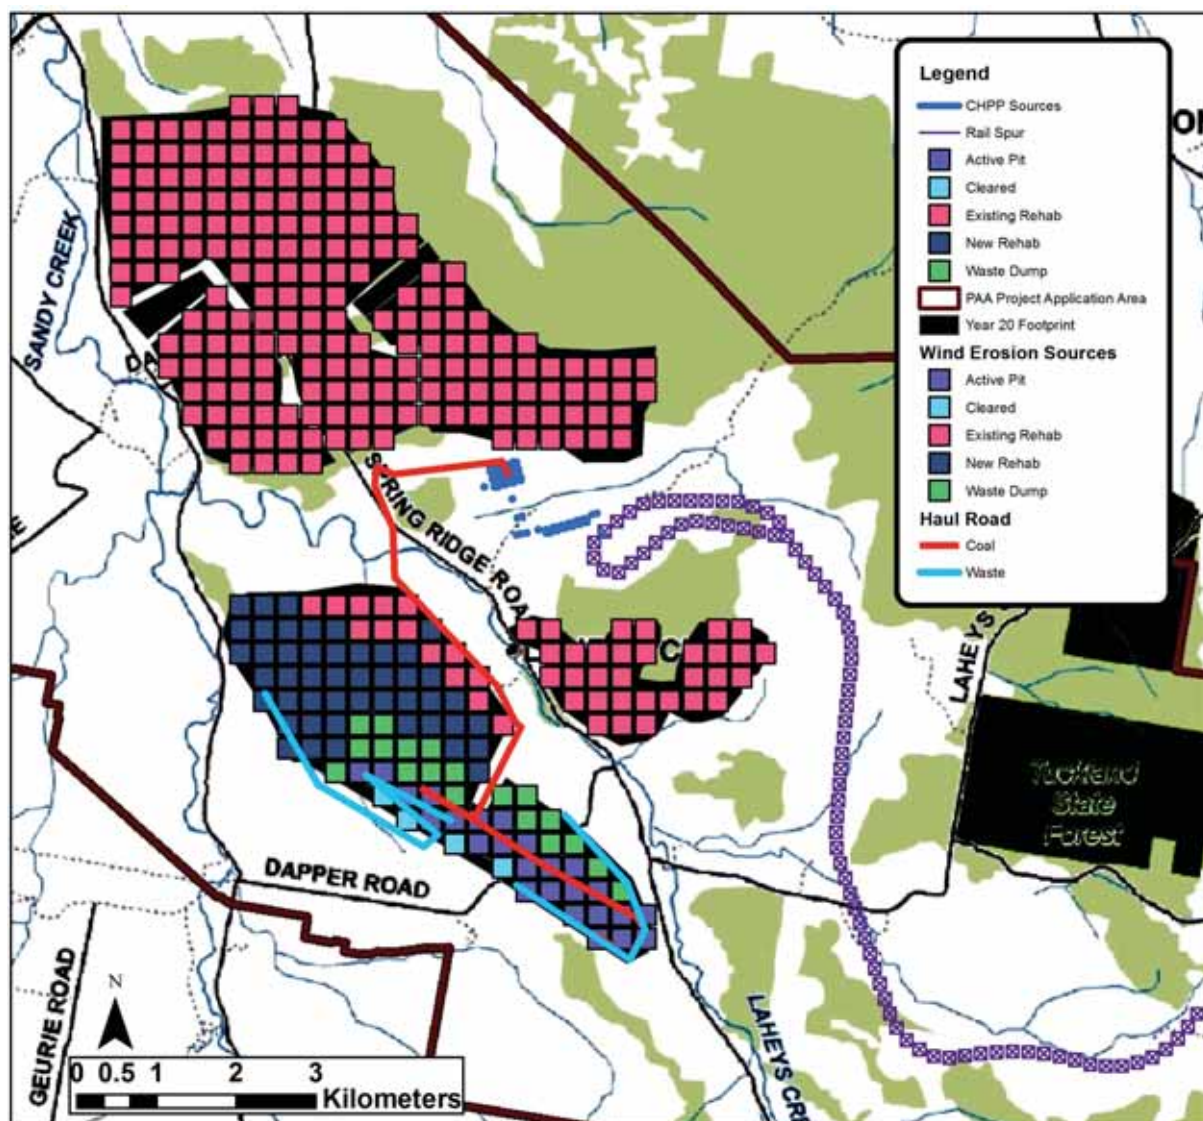 Legend
CHPP Sources
Rail Spur
Active Pit
Cleared
Existing Rehab
New Rehab
Waste Dump
PAA Project Application Area
Year 20 Footprint
Wind Erosion Sources
Active Pit
Cleared
Existing Rehab
New Rehab
Waste Dump
Haul Road
Coal
Waste
SANDY CREEK
SPRING RIDGE ROAD
LAHEYS
Tuckland
State
Forest
DAPPER ROAD
GEURIE ROAD
LAHEYS CRE
N
0 0.5 1 2 3
Kilometers